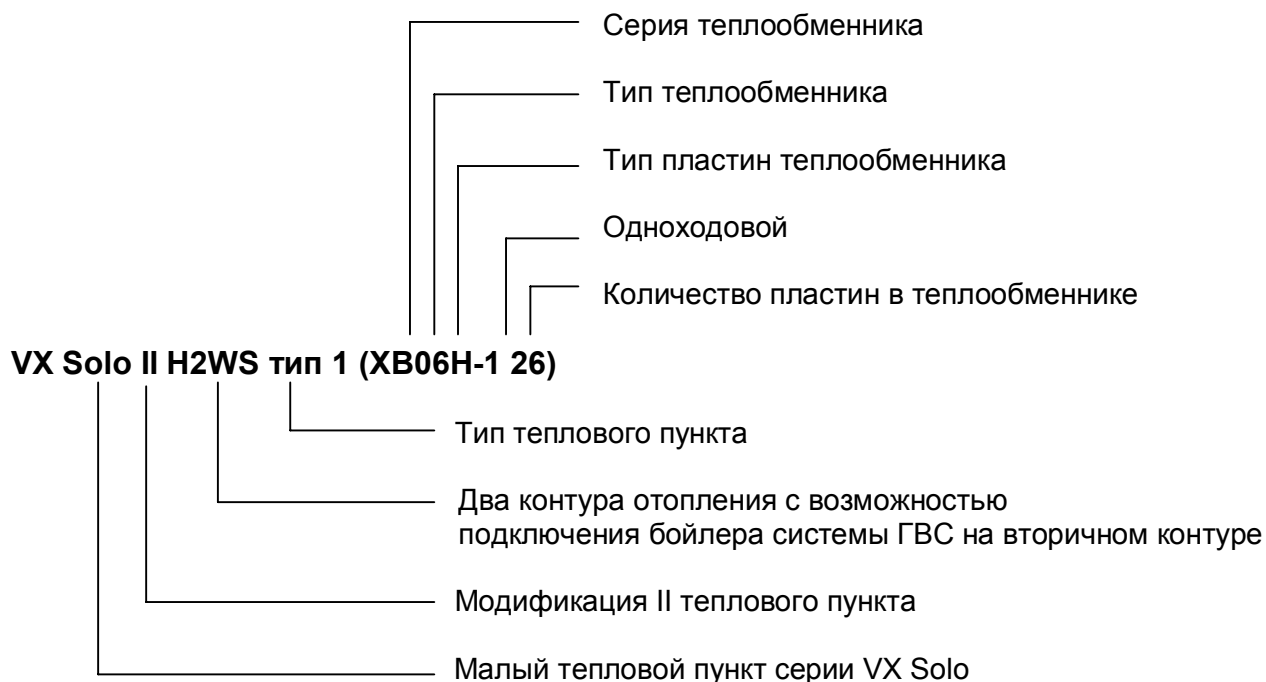 Серия теплообменника
Тип теплообменника
Тип пластин теплообменника
Одноходовой
Количество пластин в теплообменнике
VX Solo II H2WS тип 1 (XB06H-1 26)
Тип теплового пункта
Два контура отопления с возможностью
подключения бойлера системы ГВС на вторичном контуре
Модификация II теплового пункта
Малый тепловой пункт серии VX Solo